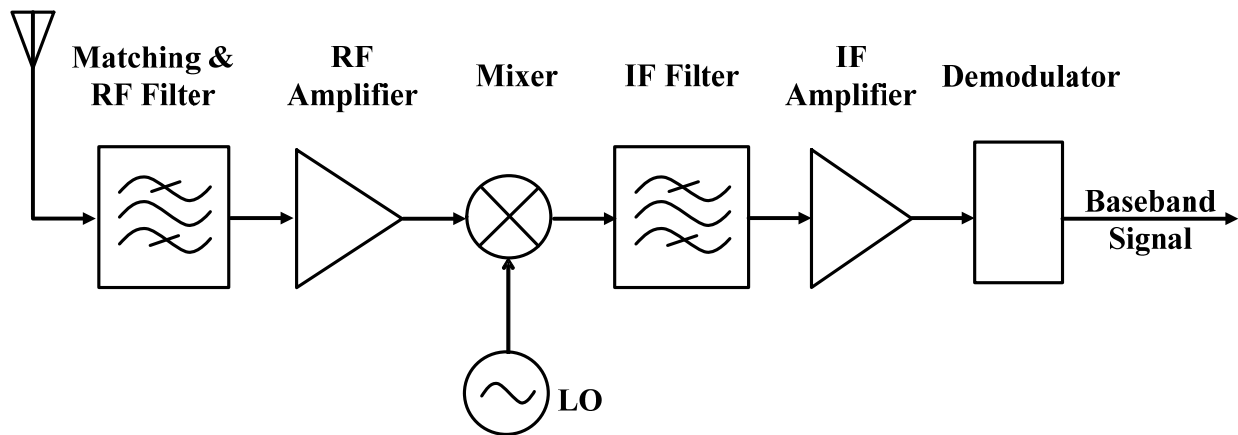 Matching &
RF Filter
RF
Amplifier
Mixer
IF Filter
IF
Amplifier
Demodulator
Baseband
Signal
LO